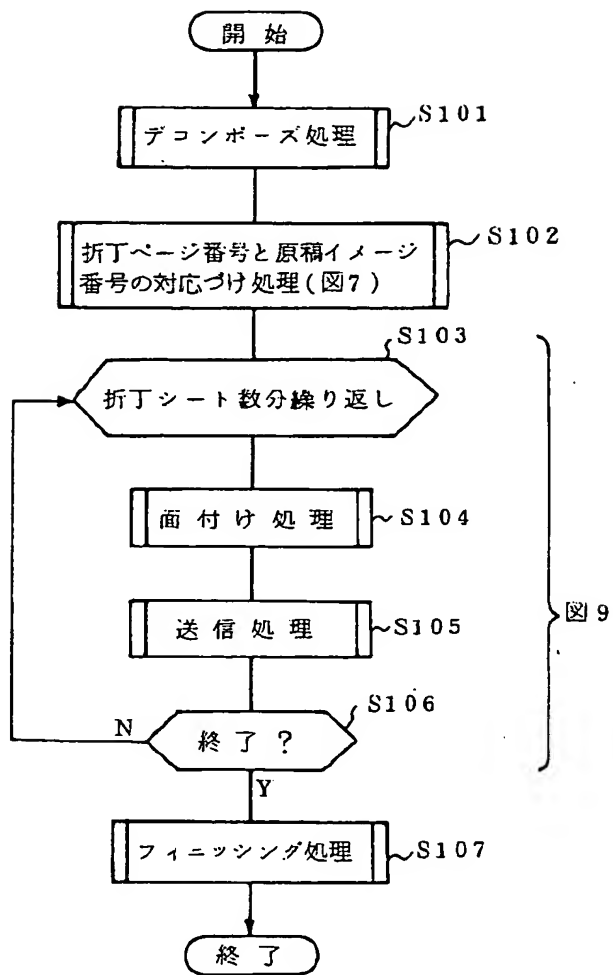 開始
デコンポーズ処理
S101
折丁ページ番号と原稿イメージ
番号の対応づけ処理(図7)
S102
S103
折丁シート数分繰り返し
面付け処理
S104
送信処理
S105
図9
S106
N
終了?
Y
フィニッシング処理
S107
終了